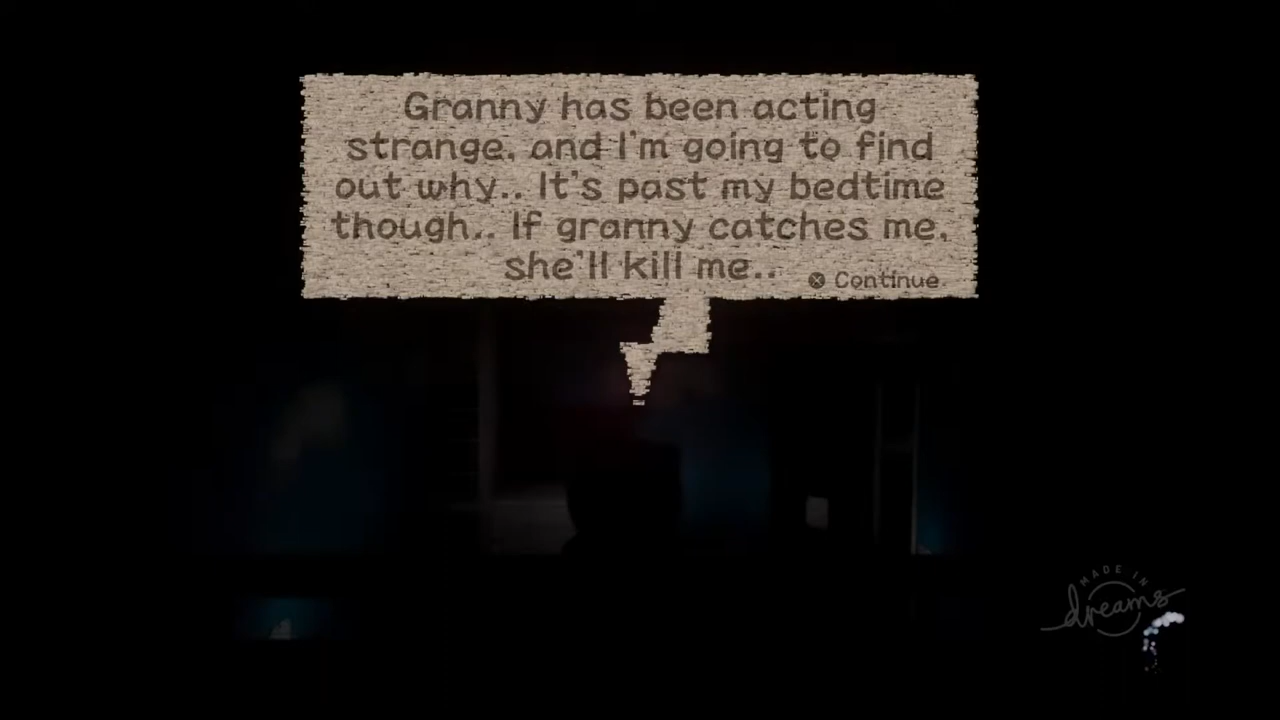 Granny has been acting
strange, and I'm going to find
out why.. It's past my bedtime
though.. If granny catches me,
she'll kill me..
Continue
MADE IN
dreams